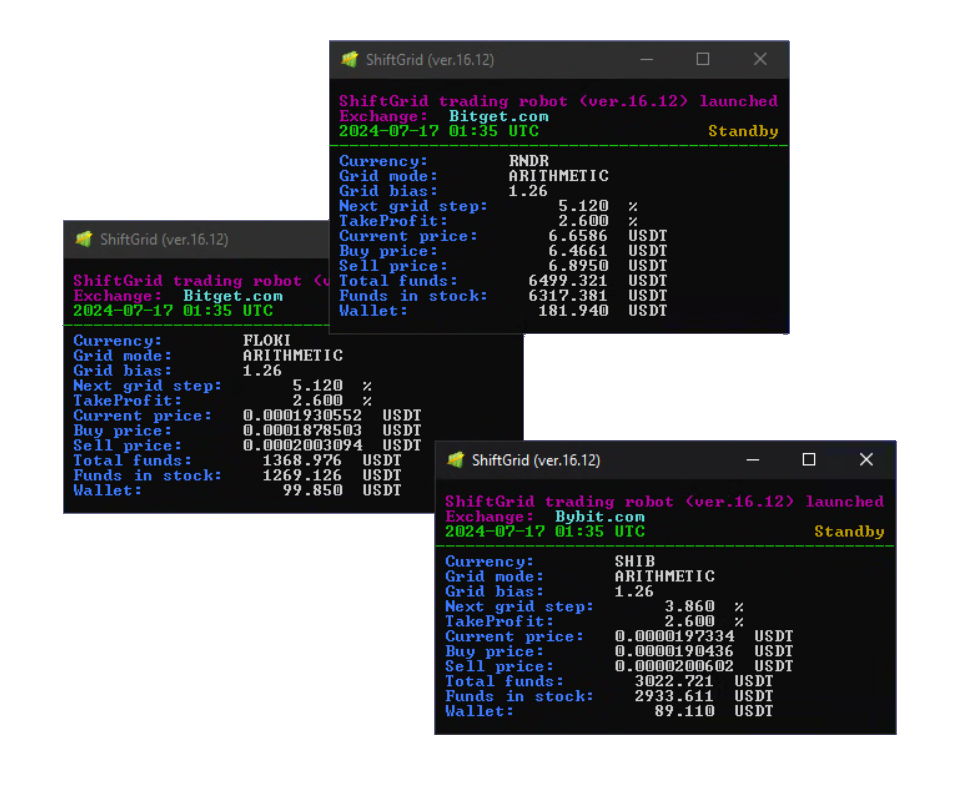 ShiftGrid (ver.16.12)
ShiftGrid trading robot (ver.16.12) launched
Exchange: Bitget.com
2024-07-17 01:35 UTC Standby
Currency: RNDR
Grid mode: ARITHMETIC
Grid bias: 1.26
Next grid step: 5.120 %
TakeProfit: 2.600 %
Current price: 6.6586 USDT
Buy price: 6.4661 USDT
Sell price: 6.8950 USDT
Total funds: 6499.321 USDT
Funds in stock: 6317.381 USDT
Wallet: 181.940 USDT
ShiftGrid (ver.16.12)
ShiftGrid trading robot (v
Exchange: Bitget.com
2024-07-17 01:35 UTC
Currency: FLOKI
Grid mode: ARITHMETIC
Grid bias: 1.26
Next grid step: 5.120 %
TakeProfit: 2.600 %
Current price: 0.0001930552 USDT
Buy price: 0.0001878503 USDT
Sell price: 0.0002003094 USDT
Total funds: 1368.976 USDT
Funds in stock: 1269.126 USDT
Wallet: 99.850 USDT
ShiftGrid (ver.16.12)
ShiftGrid trading robot (ver.16.12) launched
Exchange: Bybit.com
2024-07-17 01:35 UTC Standby
Currency: SHIB
Grid mode: ARITHMETIC
Grid bias: 1.26
Next grid step: 3.860 %
TakeProfit: 2.600 %
Current price: 0.0000197334 USDT
Buy price: 0.0000190436 USDT
Sell price: 0.0000200602 USDT
Total funds: 3022.721 USDT
Funds in stock: 2933.611 USDT
Wallet: 89.110 USDT